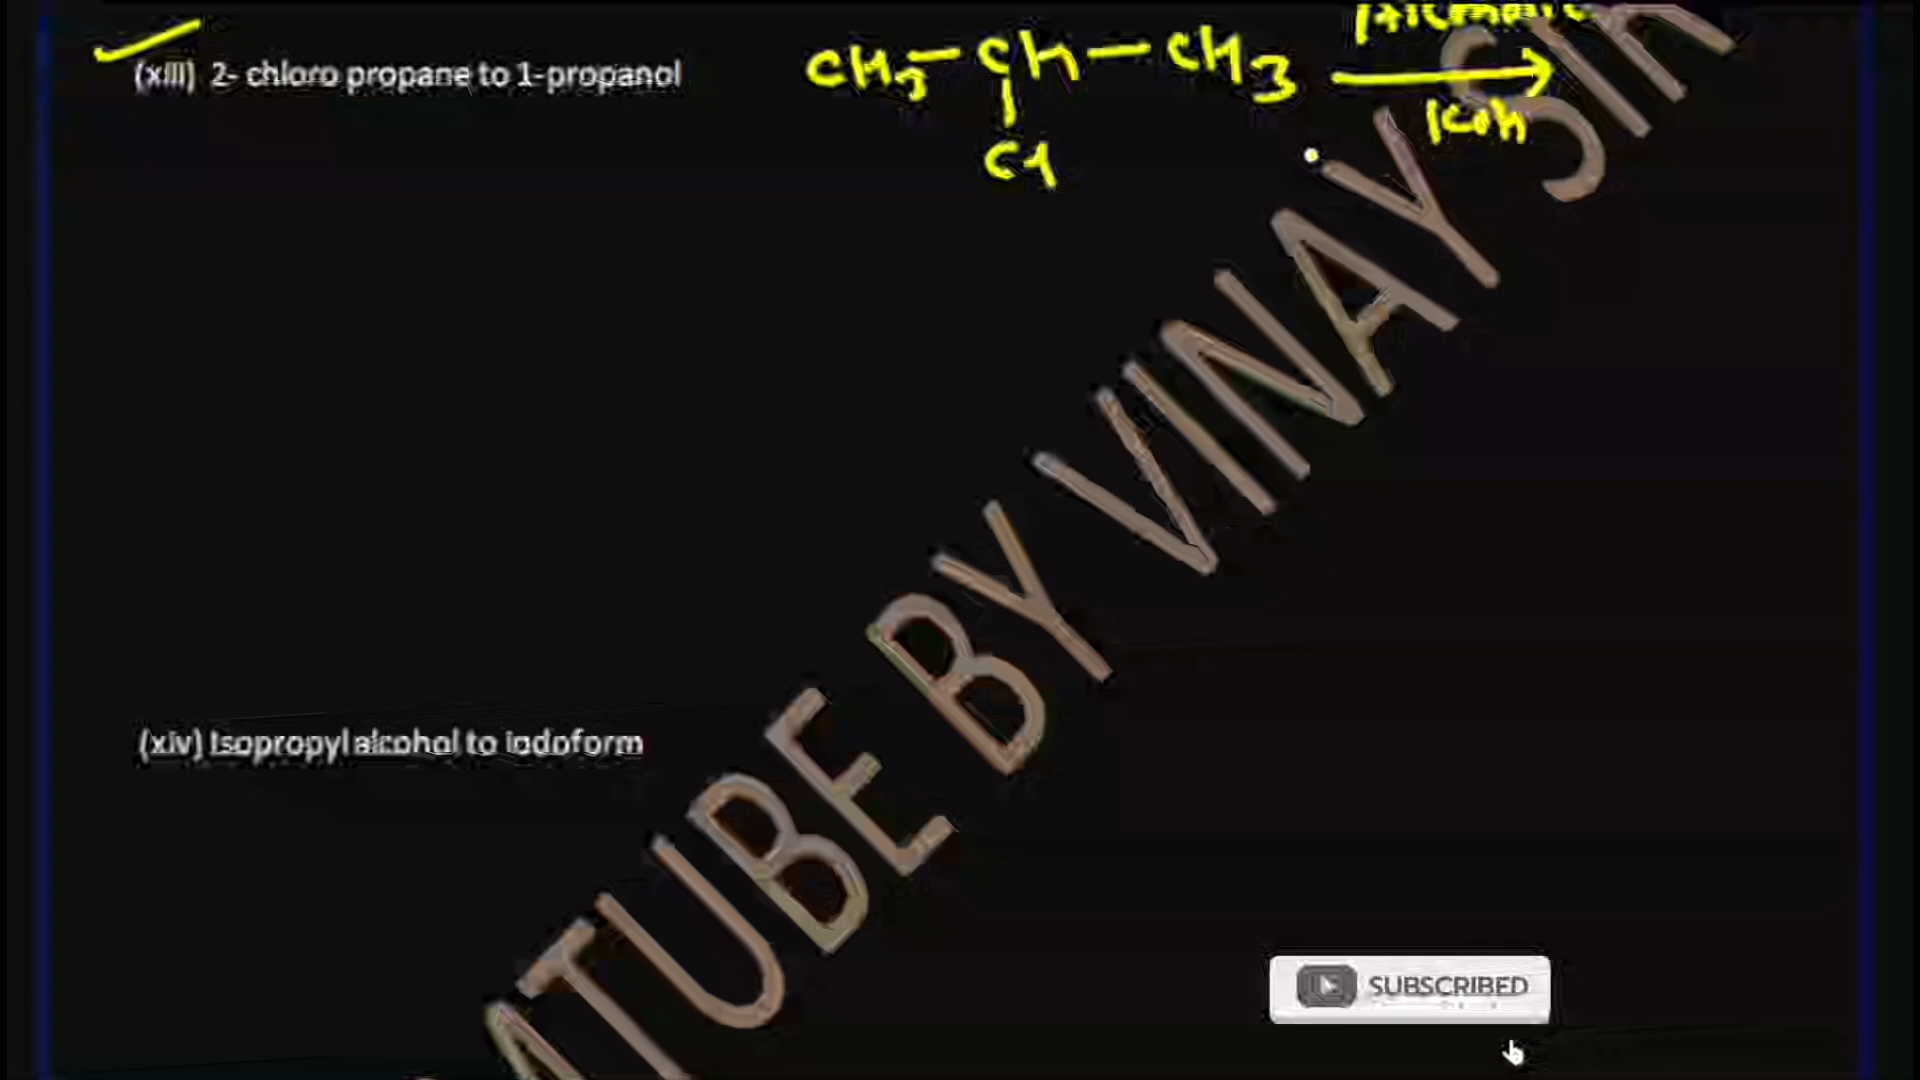 (xiii) 2- chloro propane to 1-propanol
CH3 - CH - CH3
KOH
Cl
(xiv) Isopropyl alcohol to iodoform
TUBE BY VINAY
SUBSCRIBED